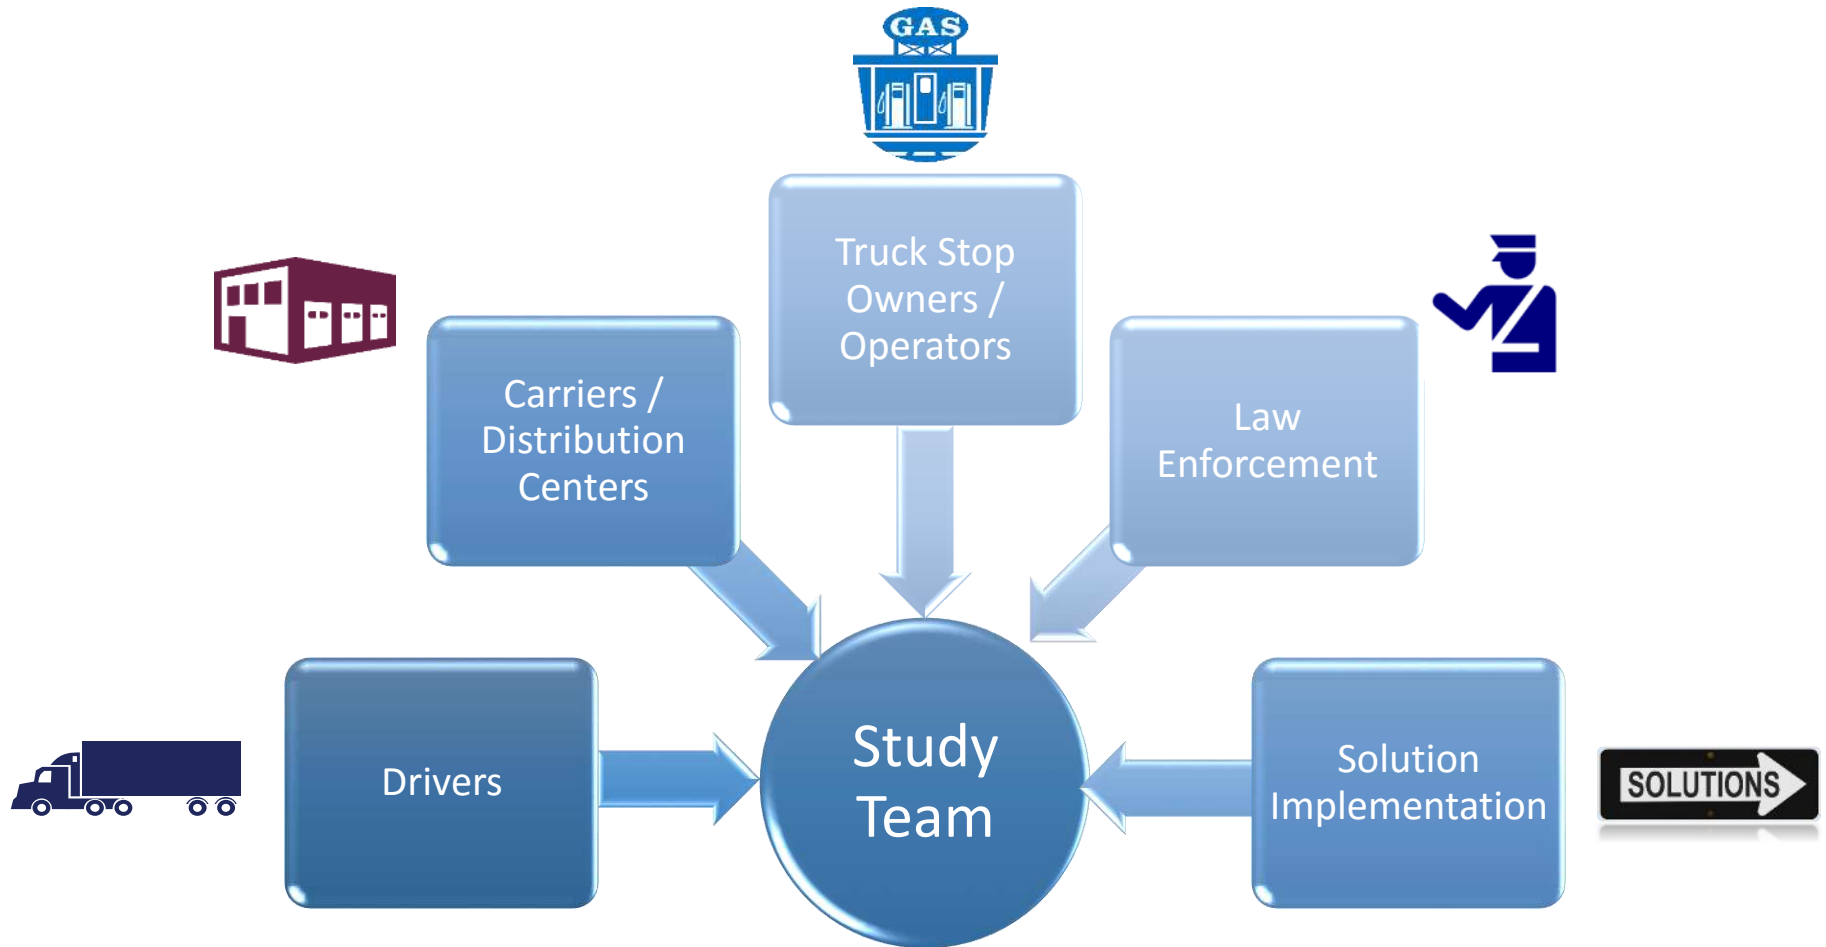 GAS
Truck Stop
Owners /
Operators
Carriers /
Distribution
Centers
Law
Enforcement
Drivers
Study
Team
Solution
Implementation
SOLUTIONS